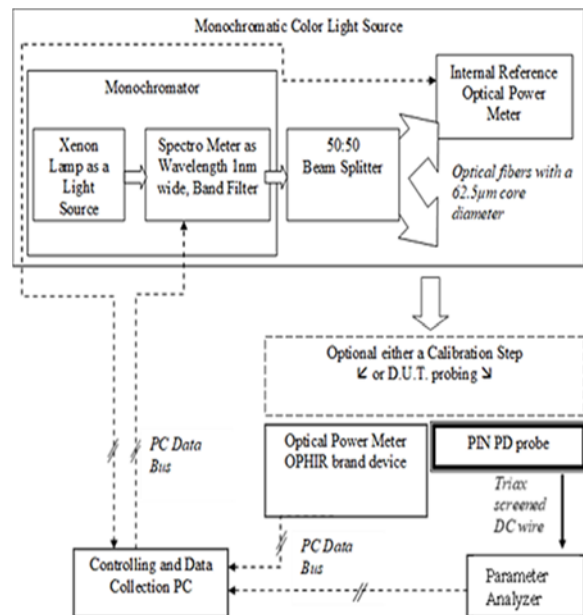 Monochromatic Color Light Source
Monochromator
Internal Reference
Optical Power
Meter
Xenon
Lamp as a
Light
Source
Spectro Meter as
Wavelength 1nm
wide, Band Filter
50:50
Beam Splitter
Optical fibers with a
62.5µm core
diameter
Optional either a Calibration Step
↙ or D.U.T. probing ↘
PC Data
Bus
Optical Power Meter
OPHIR brand device
PIN PD probe
Triax
screened
DC wire
PC Data
Bus
Controlling and Data
Collection PC
Parameter
Analyzer